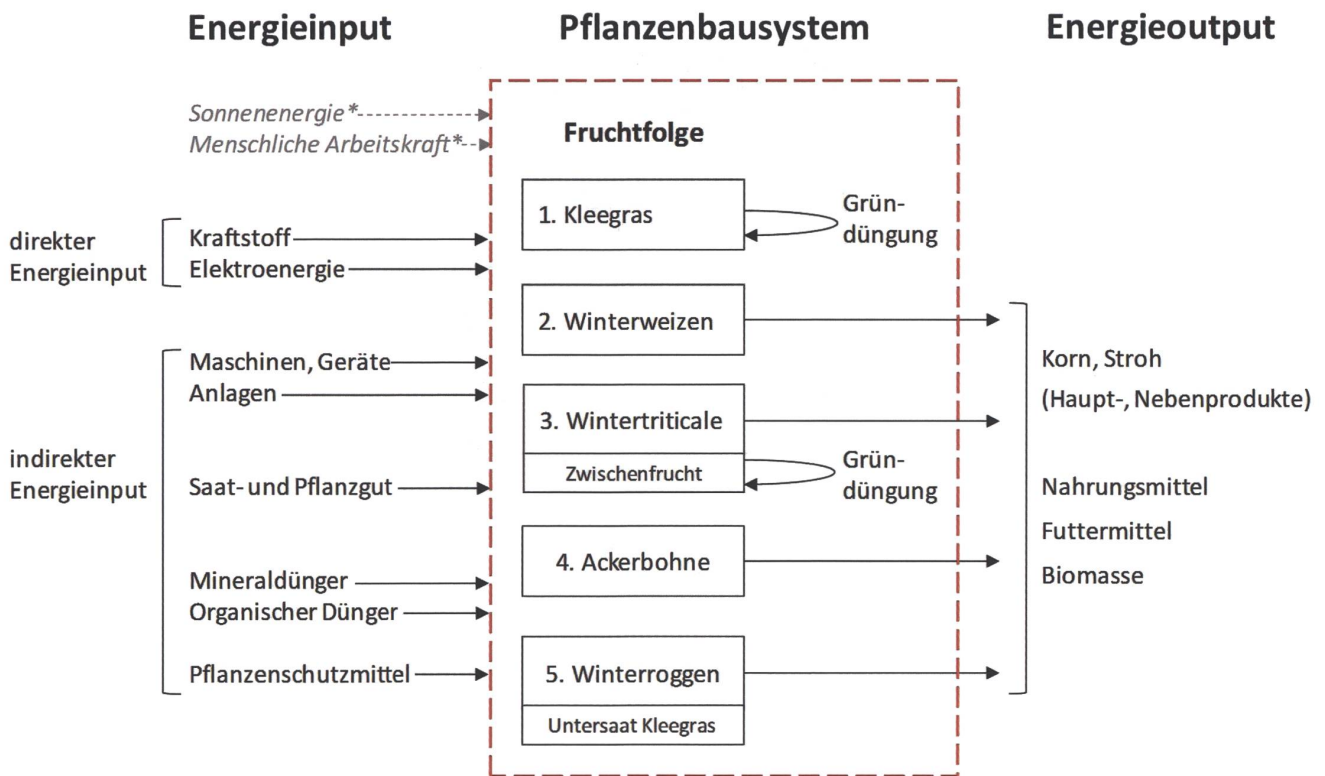 Energieinput
Pflanzenbausystem
Energieoutput
Sonnenenergie*
Menschliche Arbeitskraft*
direkter
Energieinput
Kraftstoff
Elektroenergie
indirekter
Energieinput
Maschinen, Geräte
Anlagen
Saat- und Pflanzgut
Mineraldünger
Organischer Dünger
Pflanzenschutzmittel
Fruchtfolge
1. Kleegras
Grün-
düngung
2. Winterweizen
3. Wintertriticale
Zwischenfrucht
Grün-
düngung
4. Ackerbohne
5. Winterroggen
Untersaat Kleegras
Korn, Stroh
(Haupt-, Nebenprodukte)
Nahrungsmittel
Futtermittel
Biomasse